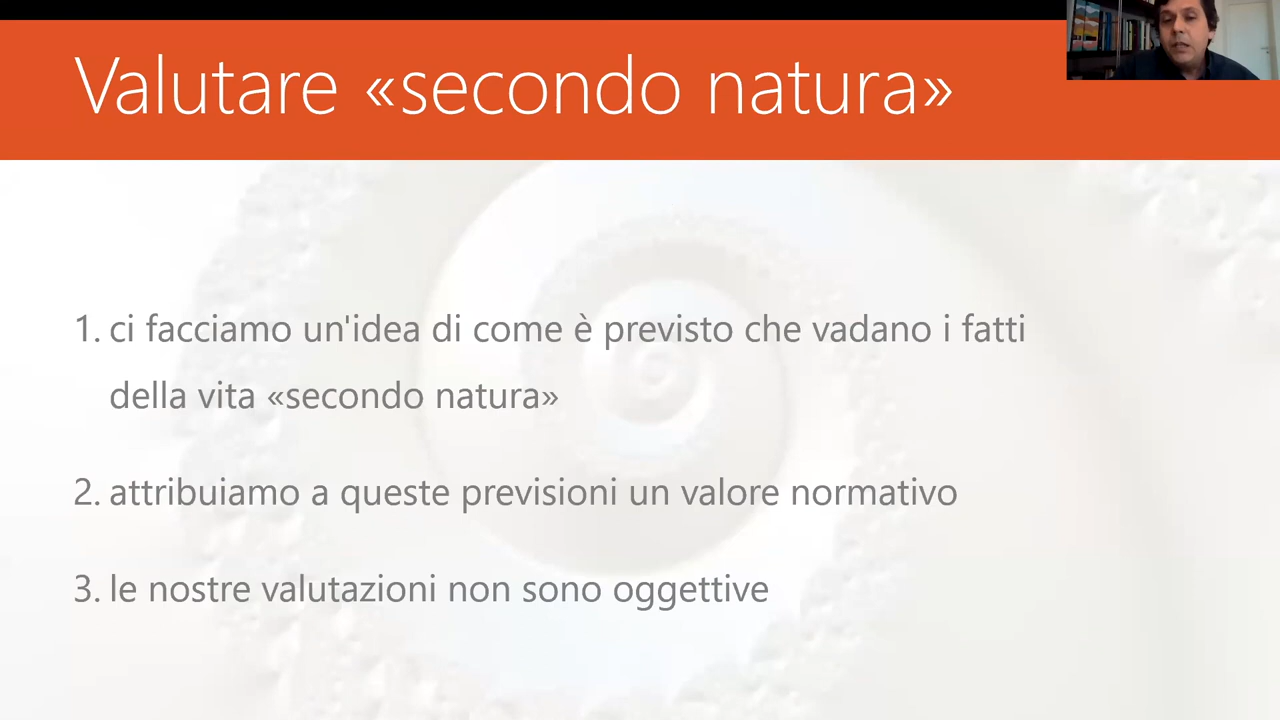 Valutare «secondo natura»
1. ci facciamo un'idea di come è previsto che vadano i fatti
della vita «secondo natura»
2. attribuiamo a queste previsioni un valore normativo
3. le nostre valutazioni non sono oggettive